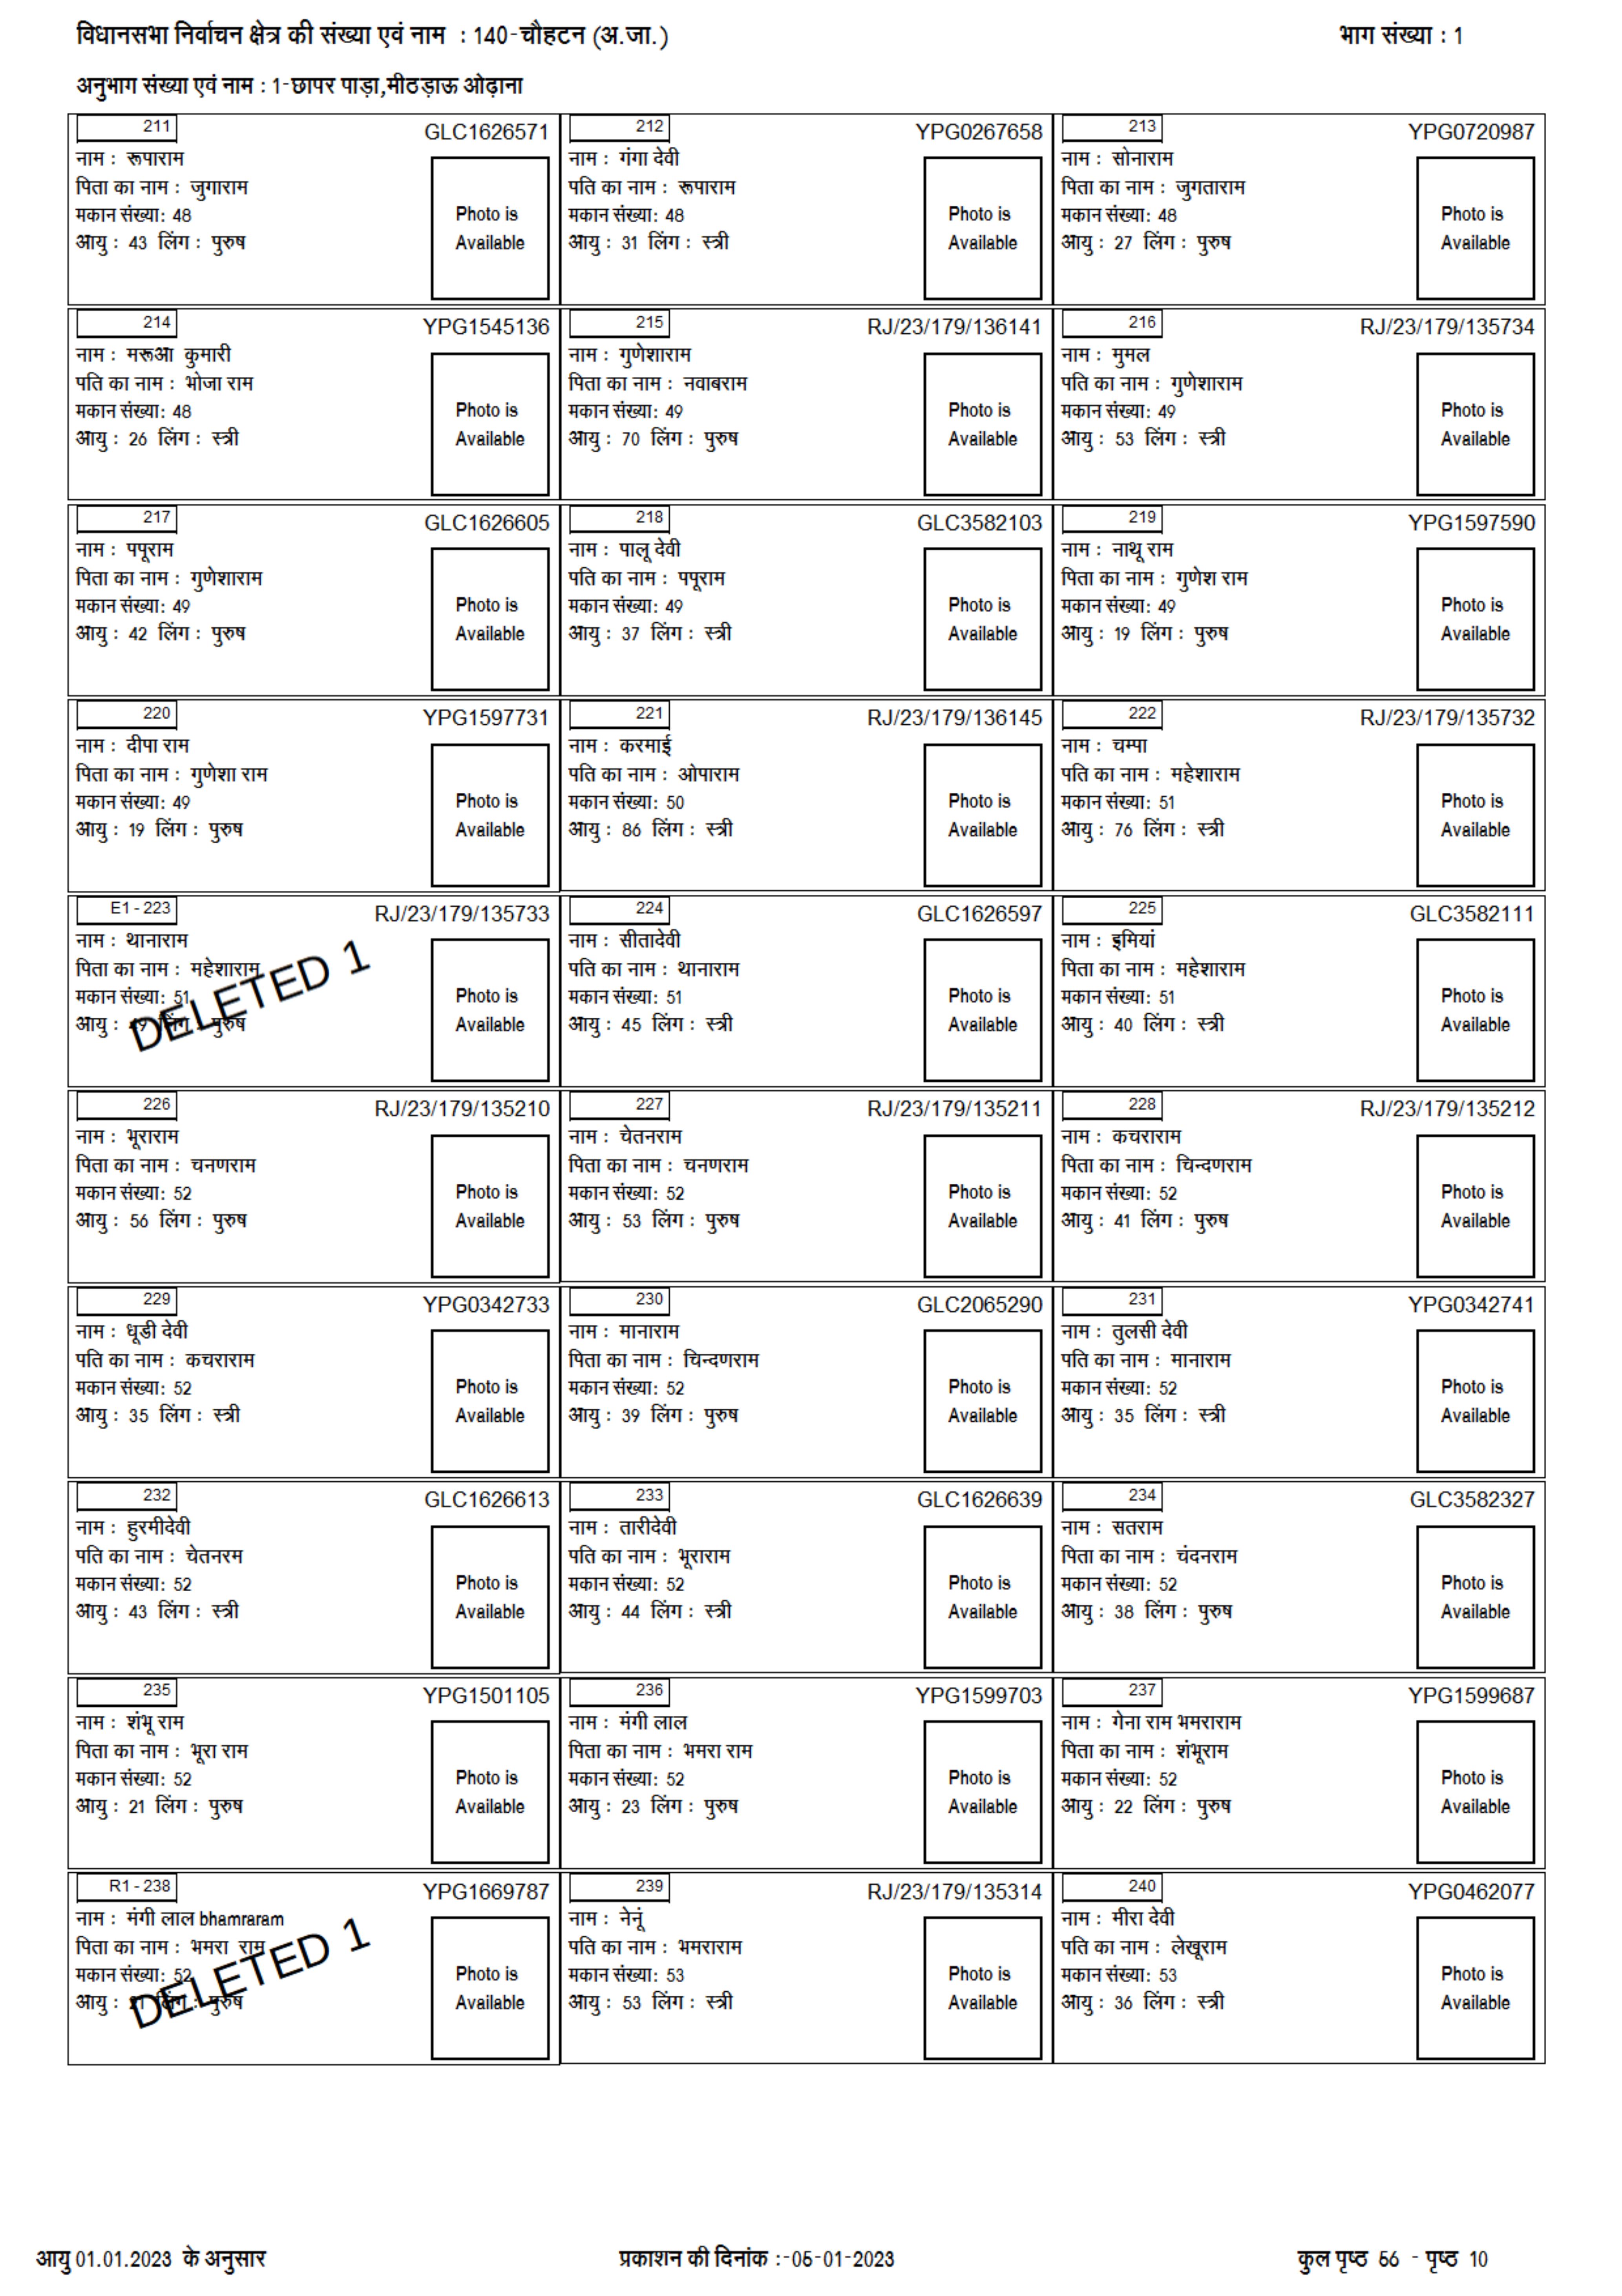 विधानसभा निर्वाचन क्षेत्र की संख्या एवं नाम : 140-चौहटन (अ.जा.) भाग संख्या : 1
अनुभाग संख्या एवं नाम : 1-छापर पाड़ा,मीठड़ाऊ ओढ़ाना
211 GLC1626571
नाम : रूपाराम
पिता का नाम : जुगाराम
मकान संख्या: 48
आयु : 43 लिंग : पुरुष
Photo is
Available
212 YPG0267658
नाम : गंगा देवी
पति का नाम : रूपाराम
मकान संख्या: 48
आयु : 31 लिंग : स्त्री
Photo is
Available
213 YPG0720987
नाम : सोनाराम
पिता का नाम : जुगताराम
मकान संख्या: 48
आयु : 27 लिंग : पुरुष
Photo is
Available
214 YPG1545136
नाम : मरूआ कुमारी
पति का नाम : भोजा राम
मकान संख्या: 48
आयु : 26 लिंग : स्त्री
Photo is
Available
215 RJ/23/179/136141
नाम : गुणेशाराम
पिता का नाम : नवाबराम
मकान संख्या: 49
आयु : 70 लिंग : पुरुष
Photo is
Available
216 RJ/23/179/135734
नाम : मुमल
पति का नाम : गुणेशाराम
मकान संख्या: 49
आयु : 53 लिंग : स्त्री
Photo is
Available
217 GLC1626605
नाम : पपूराम
पिता का नाम : गुणेशाराम
मकान संख्या: 49
आयु : 42 लिंग : पुरुष
Photo is
Available
218 GLC3582103
नाम : पालू देवी
पति का नाम : पपूराम
मकान संख्या: 49
आयु : 37 लिंग : स्त्री
Photo is
Available
219 YPG1597590
नाम : नाथू राम
पिता का नाम : गुणेश राम
मकान संख्या: 49
आयु : 19 लिंग : पुरुष
Photo is
Available
220 YPG1597731
नाम : दीपा राम
पिता का नाम : गुणेशा राम
मकान संख्या: 49
आयु : 19 लिंग : पुरुष
Photo is
Available
221 RJ/23/179/136145
नाम : करमाई
पति का नाम : ओपाराम
मकान संख्या: 50
आयु : 86 लिंग : स्त्री
Photo is
Available
222 RJ/23/179/135732
नाम : चम्पा
पति का नाम : महेशाराम
मकान संख्या: 51
आयु : 76 लिंग : स्त्री
Photo is
Available
E1 - 223 RJ/23/179/135733
नाम : थानाराम
पिता का नाम : महेशाराम
मकान संख्या: 51
आयु : 49 लिंग : पुरुष
DELETED 1
Photo is
Available
224 GLC1626597
नाम : सीतादेवी
पति का नाम : थानाराम
मकान संख्या: 51
आयु : 45 लिंग : स्त्री
Photo is
Available
225 GLC3582111
नाम : इमियां
पिता का नाम : महेशाराम
मकान संख्या: 51
आयु : 40 लिंग : स्त्री
Photo is
Available
226 RJ/23/179/135210
नाम : भूराराम
पिता का नाम : चनणराम
मकान संख्या: 52
आयु : 56 लिंग : पुरुष
Photo is
Available
227 RJ/23/179/135211
नाम : चेतनराम
पिता का नाम : चनणराम
मकान संख्या: 52
आयु : 53 लिंग : पुरुष
Photo is
Available
228 RJ/23/179/135212
नाम : कचराराम
पिता का नाम : चिन्दणराम
मकान संख्या: 52
आयु : 41 लिंग : पुरुष
Photo is
Available
229 YPG0342733
नाम : धूडी देवी
पति का नाम : कचराराम
मकान संख्या: 52
आयु : 35 लिंग : स्त्री
Photo is
Available
230 GLC2065290
नाम : मानाराम
पिता का नाम : चिन्दणराम
मकान संख्या: 52
आयु : 39 लिंग : पुरुष
Photo is
Available
231 YPG0342741
नाम : तुलसी देवी
पति का नाम : मानाराम
मकान संख्या: 52
आयु : 35 लिंग : स्त्री
Photo is
Available
232 GLC1626613
नाम : हुरमीदेवी
पति का नाम : चेतनरम
मकान संख्या: 52
आयु : 43 लिंग : स्त्री
Photo is
Available
233 GLC1626639
नाम : तारीदेवी
पति का नाम : भूराराम
मकान संख्या: 52
आयु : 44 लिंग : स्त्री
Photo is
Available
234 GLC3582327
नाम : सतराम
पिता का नाम : चंदनराम
मकान संख्या: 52
आयु : 38 लिंग : पुरुष
Photo is
Available
235 YPG1501105
नाम : शंभू राम
पिता का नाम : भूरा राम
मकान संख्या: 52
आयु : 21 लिंग : पुरुष
Photo is
Available
236 YPG1599703
नाम : मंगी लाल
पिता का नाम : भमरा राम
मकान संख्या: 52
आयु : 23 लिंग : पुरुष
Photo is
Available
237 YPG1599687
नाम : गेना राम भमराराम
पिता का नाम : शंभूराम
मकान संख्या: 52
आयु : 22 लिंग : पुरुष
Photo is
Available
R1 - 238 YPG1669787
नाम : मंगी लाल bhamraram
पिता का नाम : भमरा राम
मकान संख्या: 52
आयु : 21 लिंग : पुरुष
DELETED 1
Photo is
Available
239 RJ/23/179/135314
नाम : नेनूं
पति का नाम : भमराराम
मकान संख्या: 53
आयु : 53 लिंग : स्त्री
Photo is
Available
240 YPG0462077
नाम : मीरा देवी
पति का नाम : लेखूराम
मकान संख्या: 53
आयु : 36 लिंग : स्त्री
Photo is
Available
आयु 01.01.2023 के अनुसार प्रकाशन की दिनांक :-05-01-2023 कुल पृष्ठ 56 - पृष्ठ 10